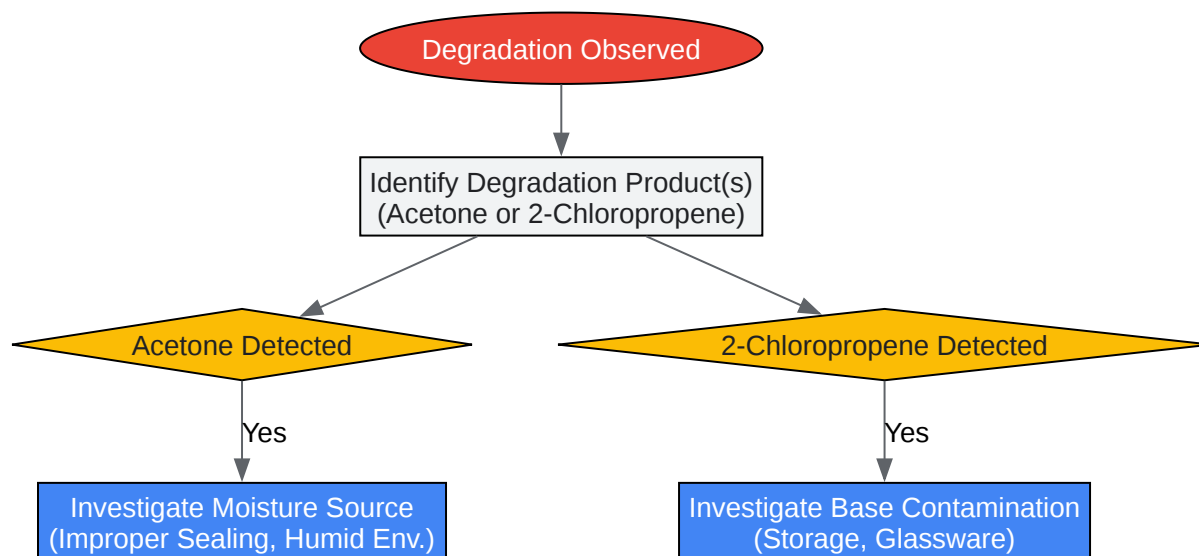 Degradation Observed
Identify Degradation Product(s)
(Acetone or 2-Chloropropene)
Acetone Detected
2-Chloropropene Detected
Yes
Yes
Investigate Moisture Source
(Improper Sealing, Humid Env.)
Investigate Base Contamination
(Storage, Glassware)